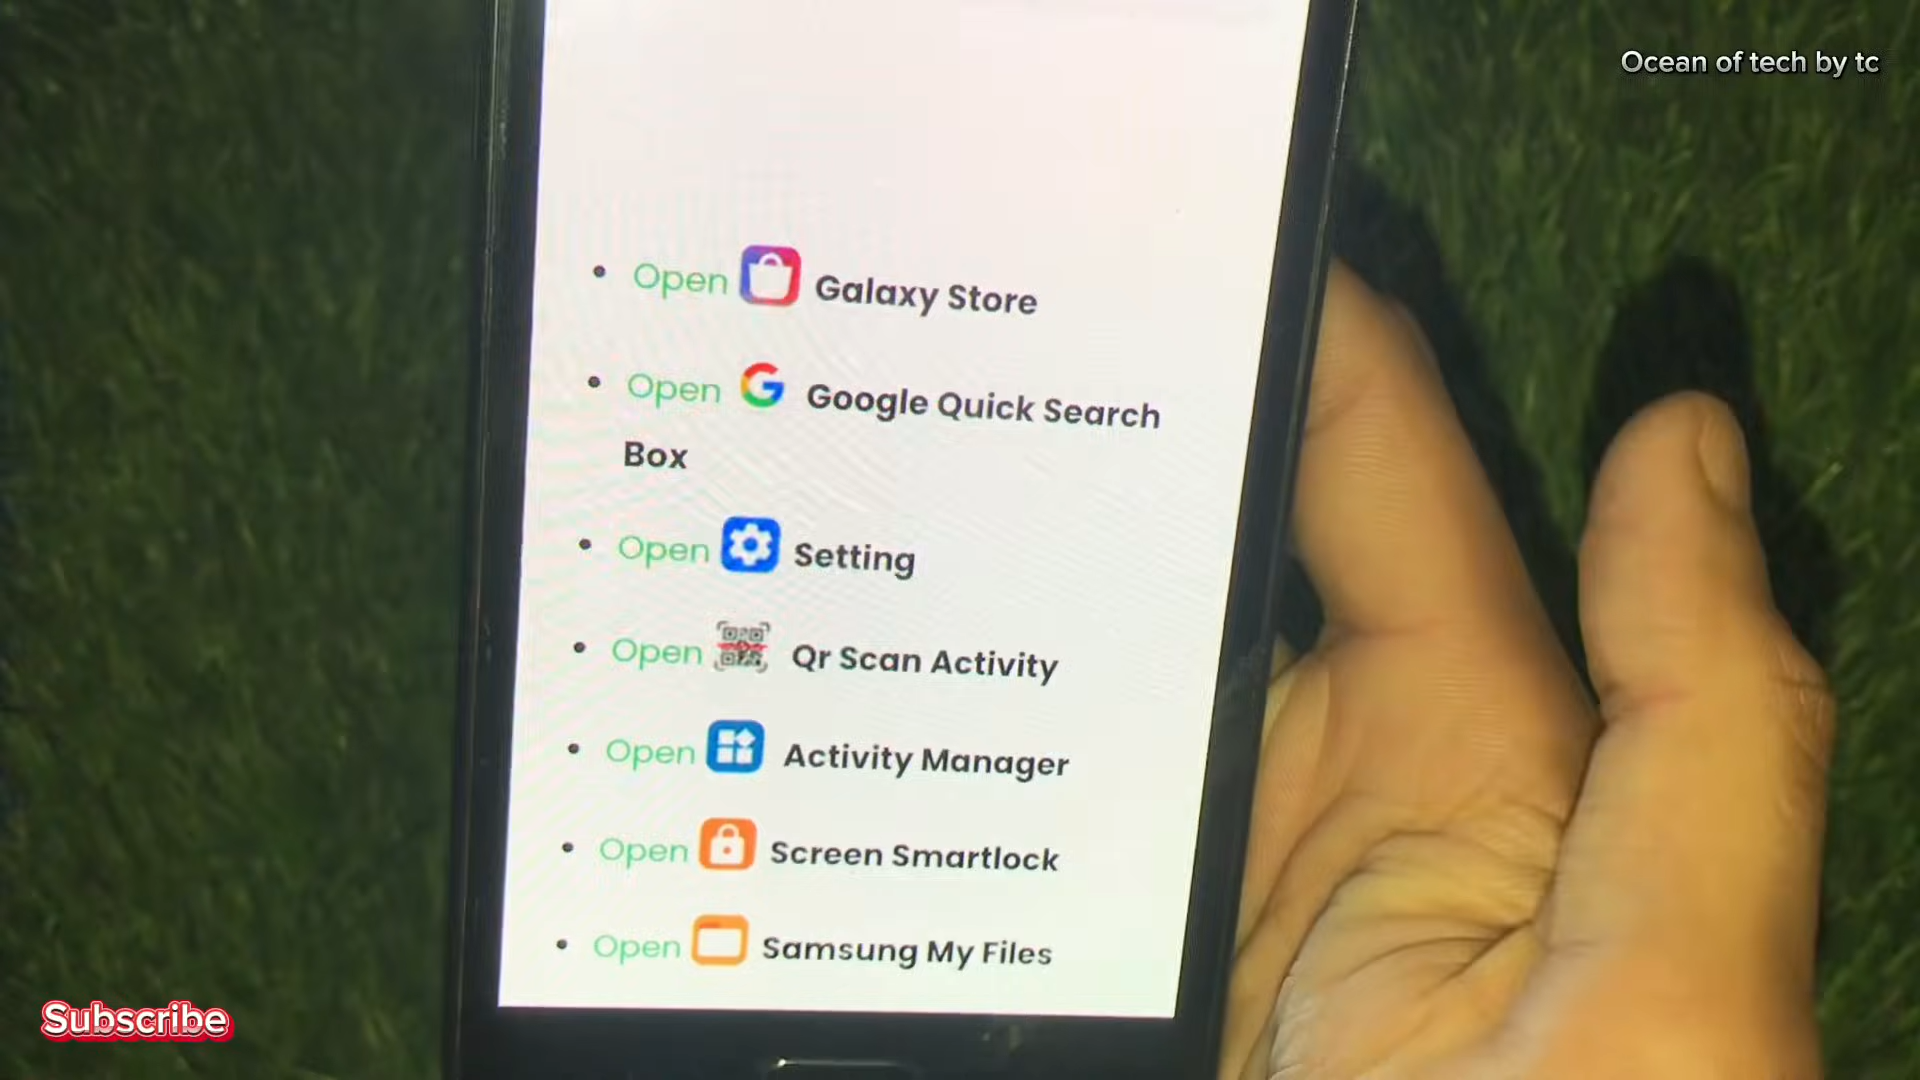 Ocean of tech by tc
Open Galaxy Store
Open Google Quick Search
Box
Open Setting
Open Qr Scan Activity
Open Activity Manager
Open Screen Smartlock
Open Samsung My Files
Subscribe